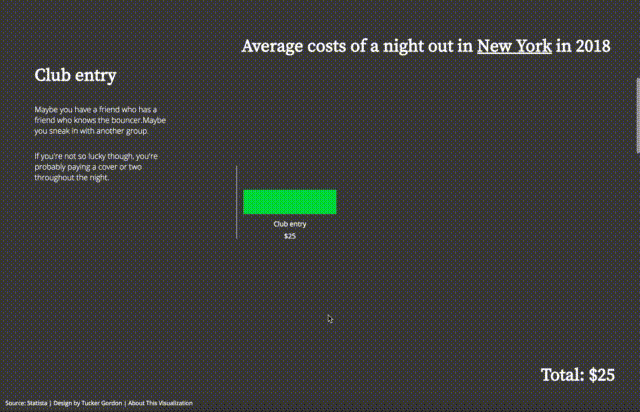 Average costs of a night out in New York in 2018
Club entry
Maybe you have a friend who has a
friend who knows the bouncer.Maybe
you sneak in with another group.
If you're not so lucky though, you're
probably paying a cover or two
throughout the night.
Club entry
$25
Total: $25
Source: Statista | Design by Tucker Gordon | About This Visualization